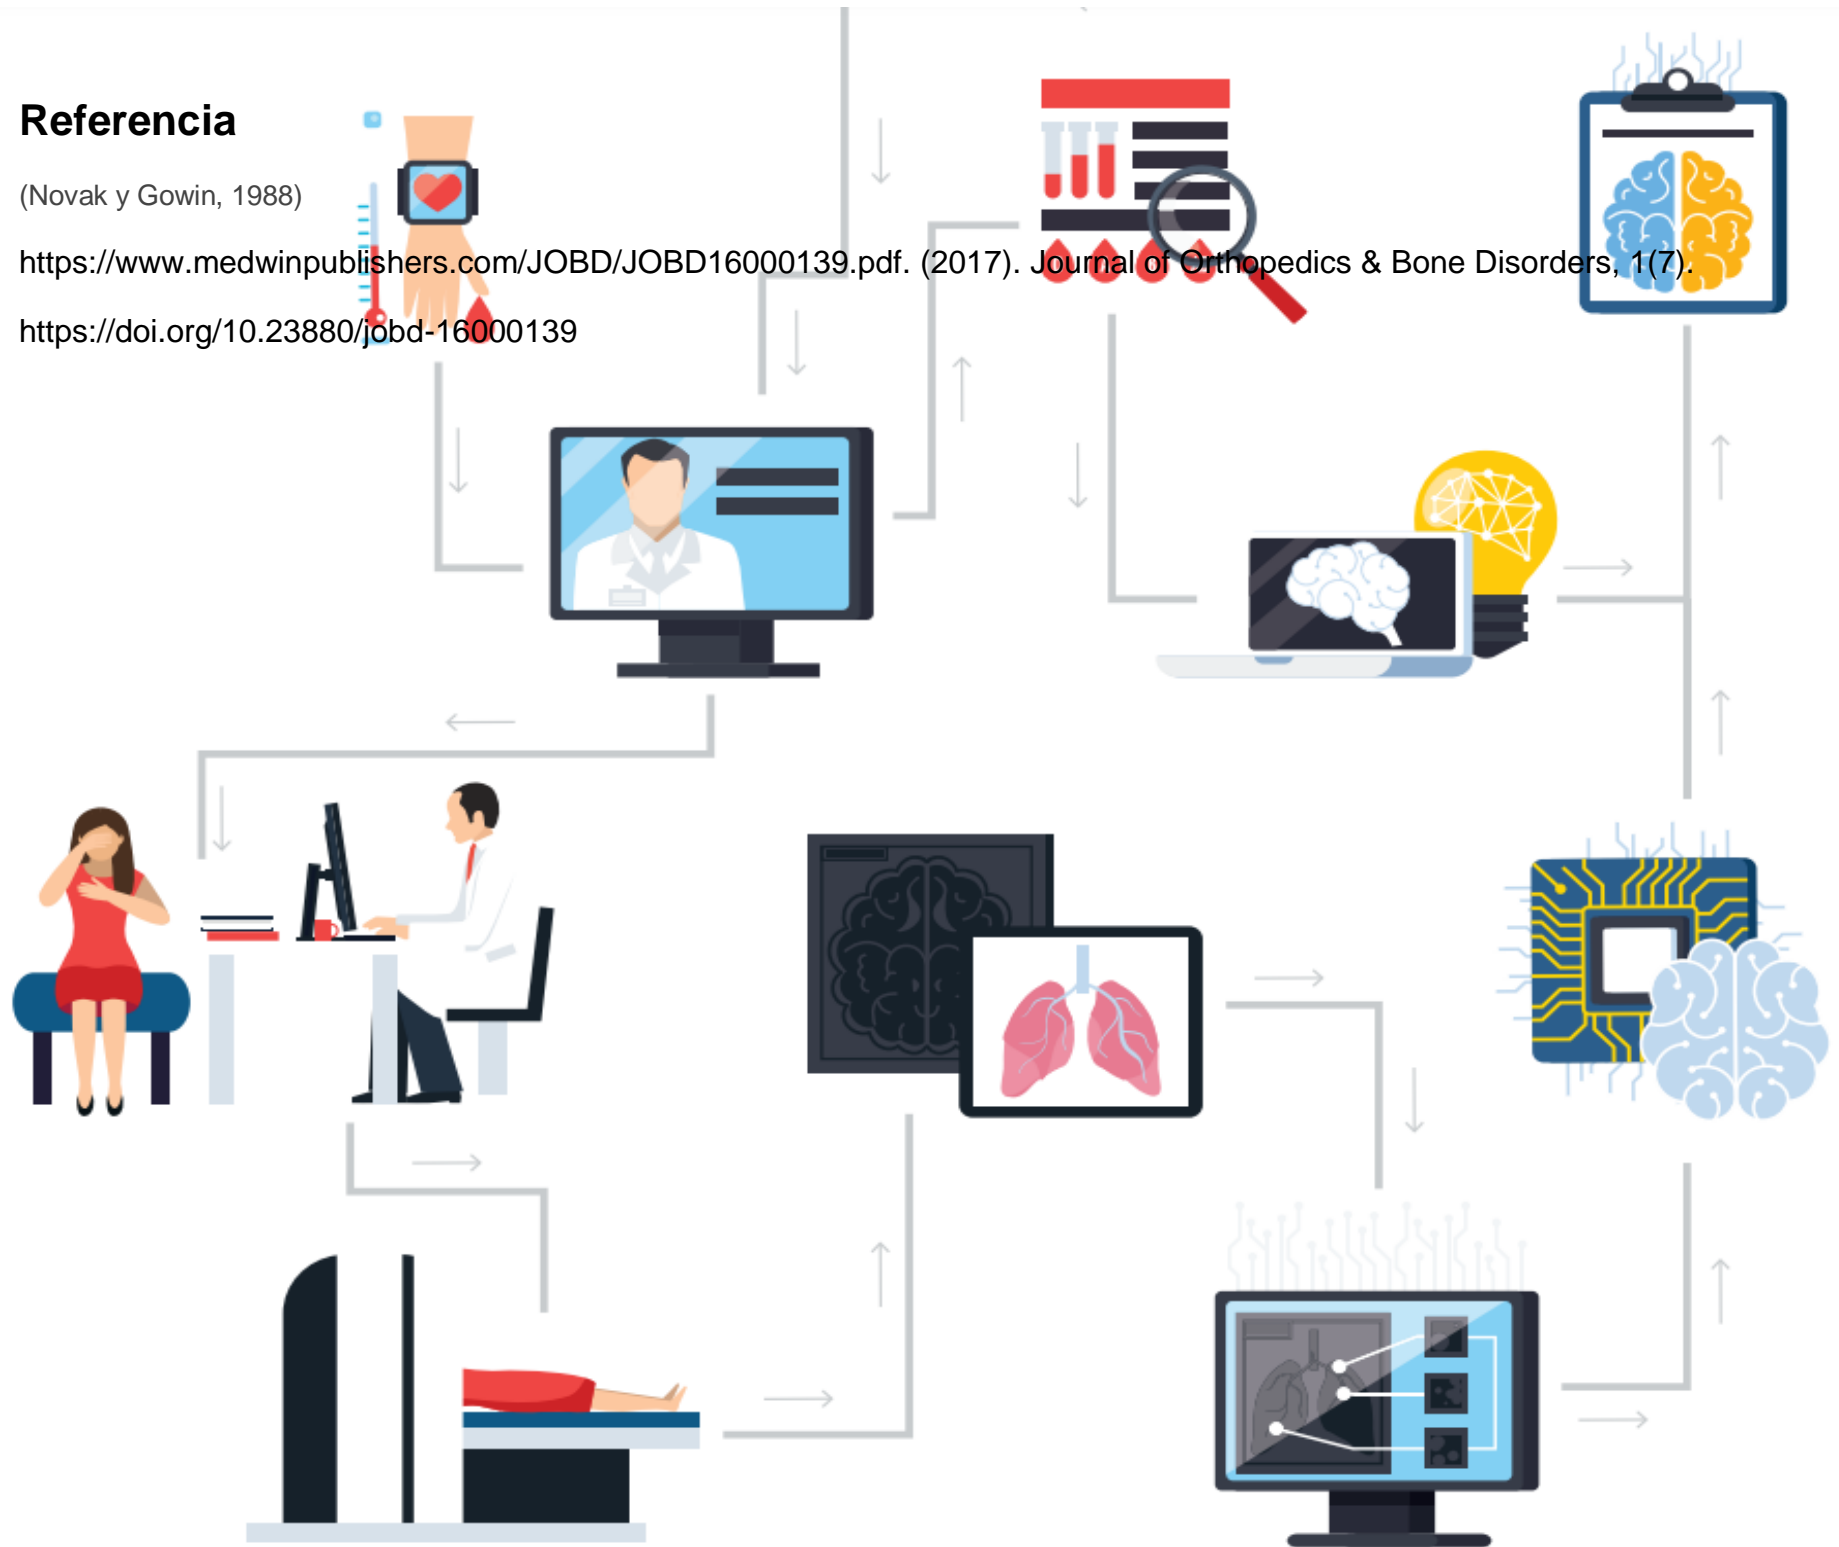 Referencia
(Novak y Gowin, 1988)
https://www.medwinpublishers.com/JOBD/JOBD16000139.pdf. (2017). Journal of Orthopedics & Bone Disorders, 1(7).
https://doi.org/10.23880/jobd-16000139